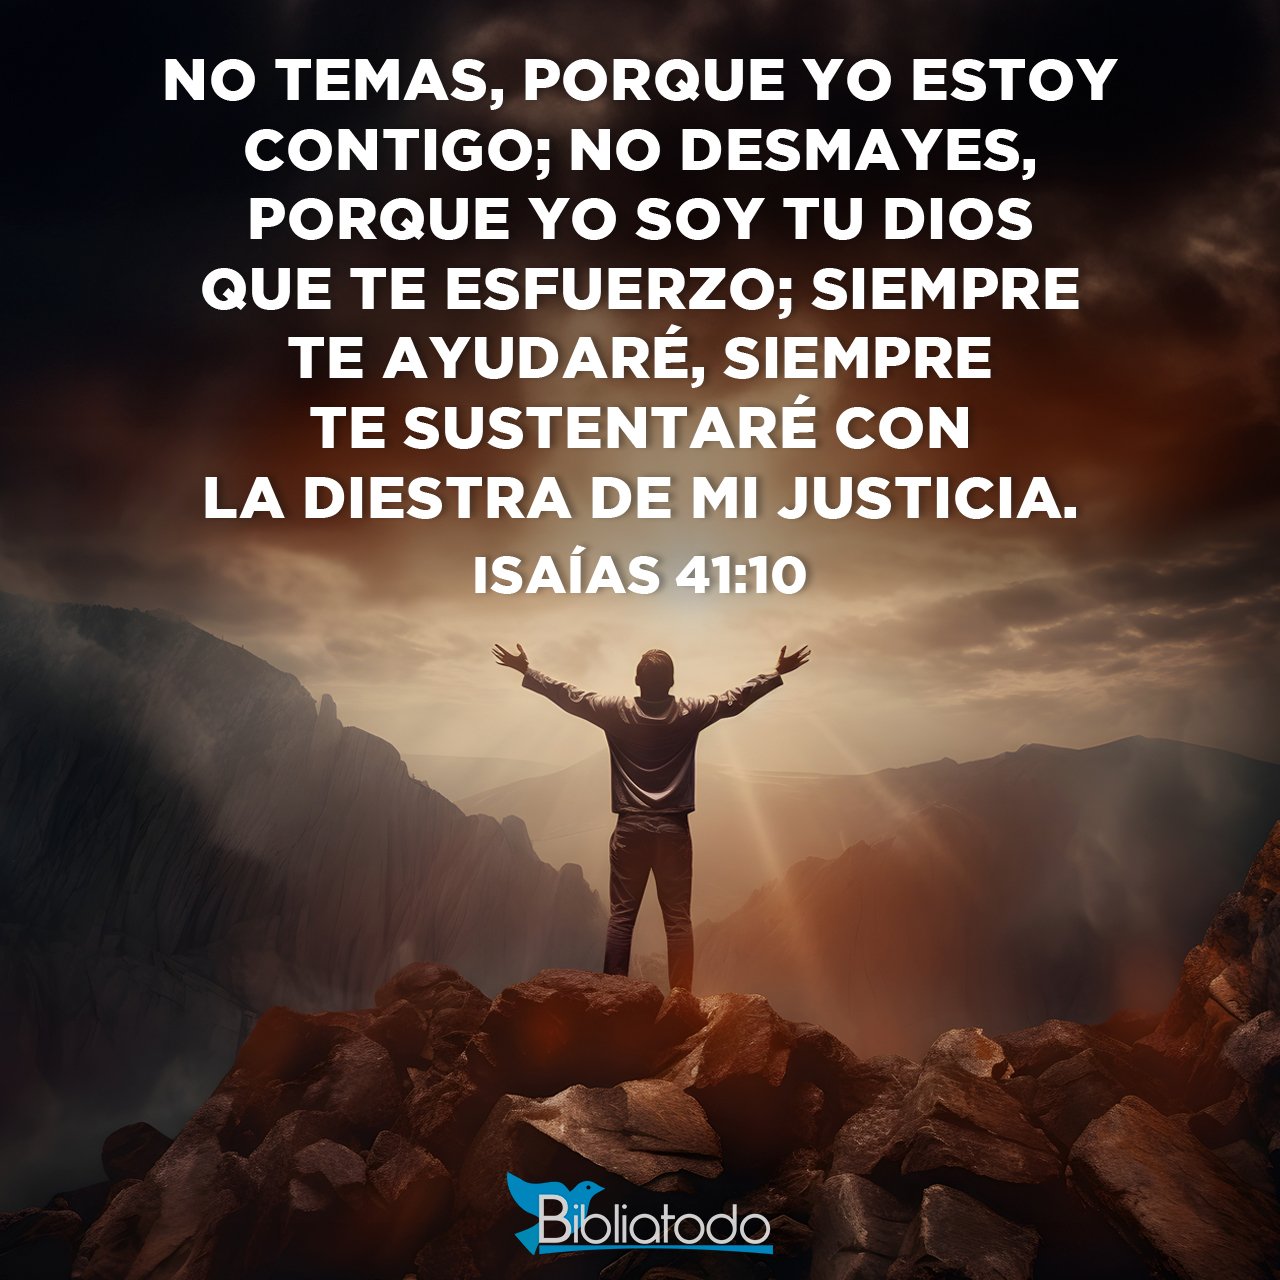 NO TEMAS, PORQUE YO ESTOY
CONTIGO; NO DESMAYES,
PORQUE YO SOY TU DIOS
QUE TE ESFUERZO; SIEMPRE
TE AYUDARÉ, SIEMPRE
TE SUSTENTARÉ CON
LA DIESTRA DE MI JUSTICIA.
ISAÍAS 41:10
Bibliatodo